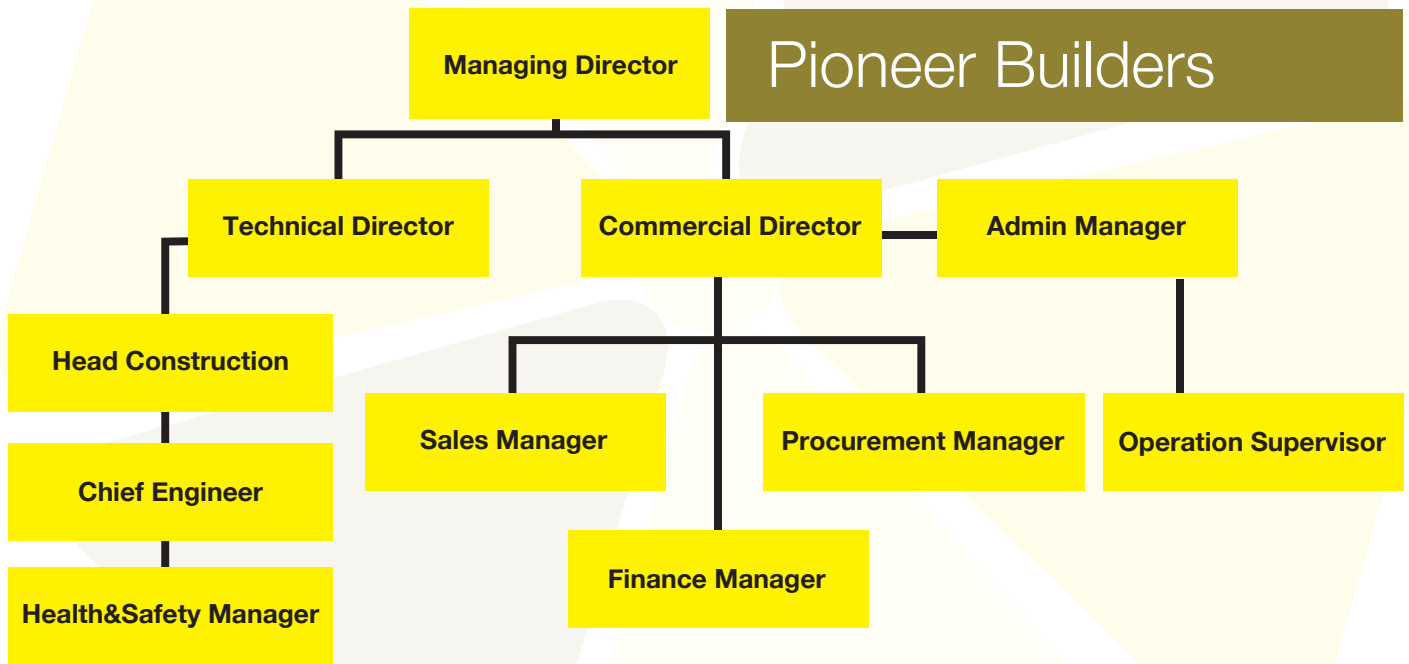 Managing Director
Pioneer Builders
Technical Director
Commercial Director
Admin Manager
Head Construction
Sales Manager
Procurement Manager
Operation Supervisor
Chief Engineer
Finance Manager
Health&Safety Manager